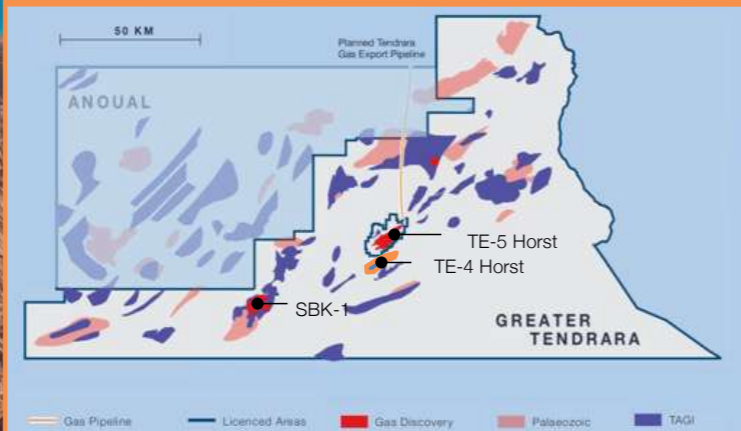 50 KM
Planned Tendrara
Gas Export Pipeline
ANOUAL
TE-5 Horst
TE-4 Horst
SBK-1
GREATER
TENDRARA
Gas Pipeline
Licenced Areas
Gas Discovery
Palaeozoic
TAGI